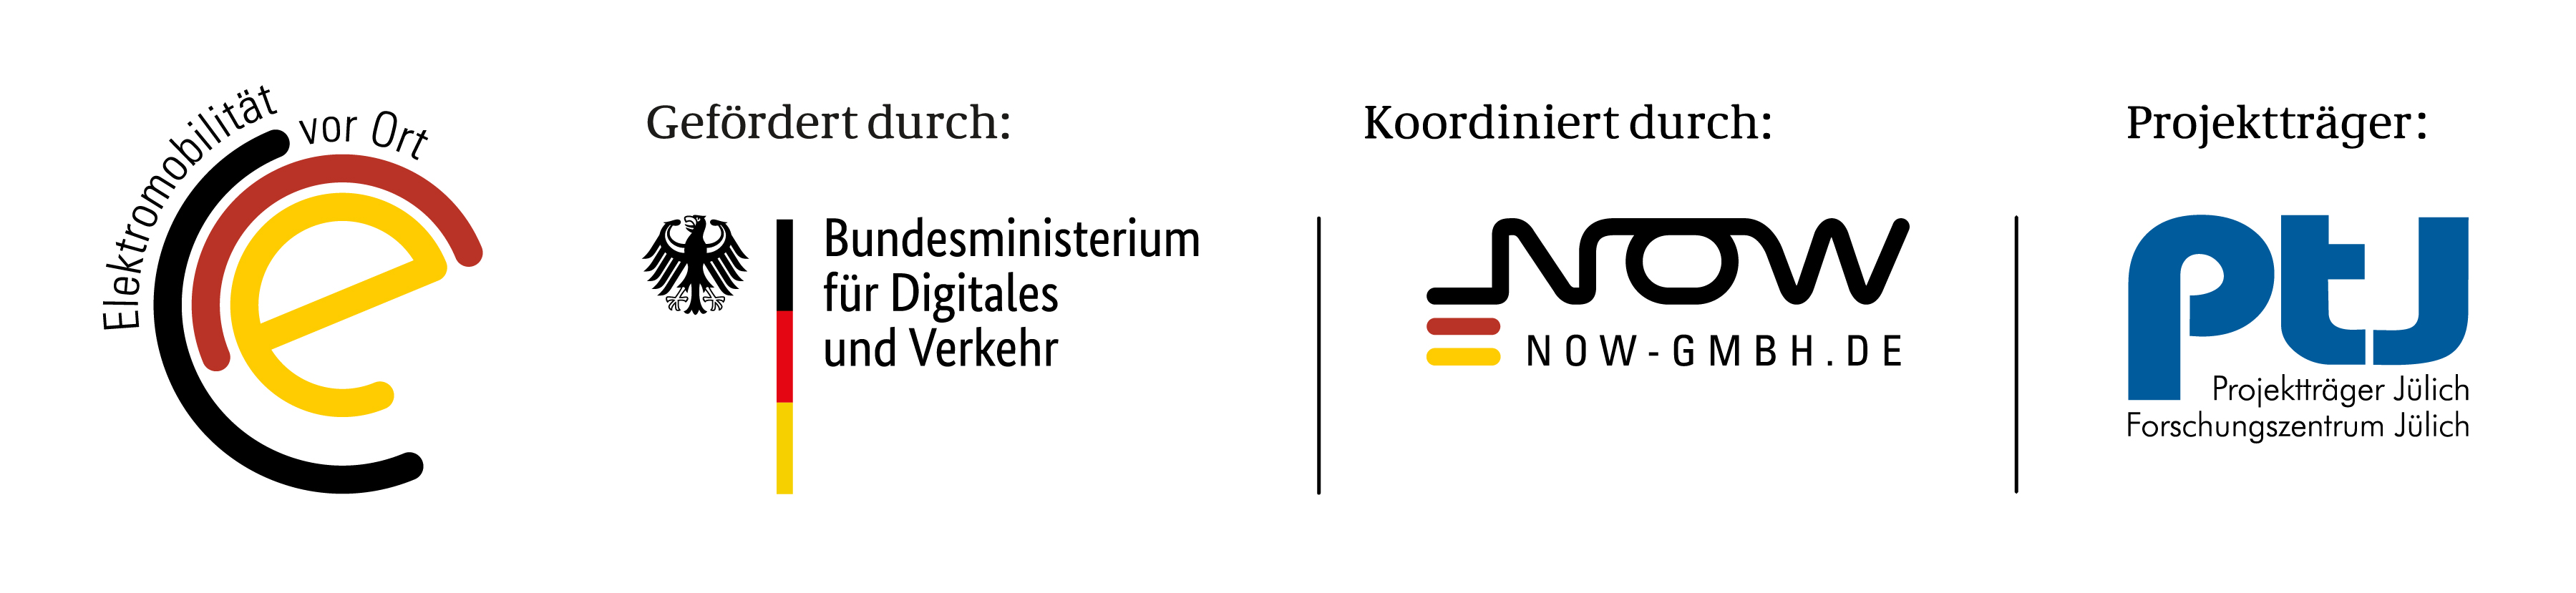 Elektromobilität vor Ort
Gefördert durch:
Bundesministerium
für Digitales
und Verkehr
Koordiniert durch:
NOW
NOW-GMBH.DE
Projektträger:
ptJ
Projektträger Jülich
Forschungszentrum Jülich